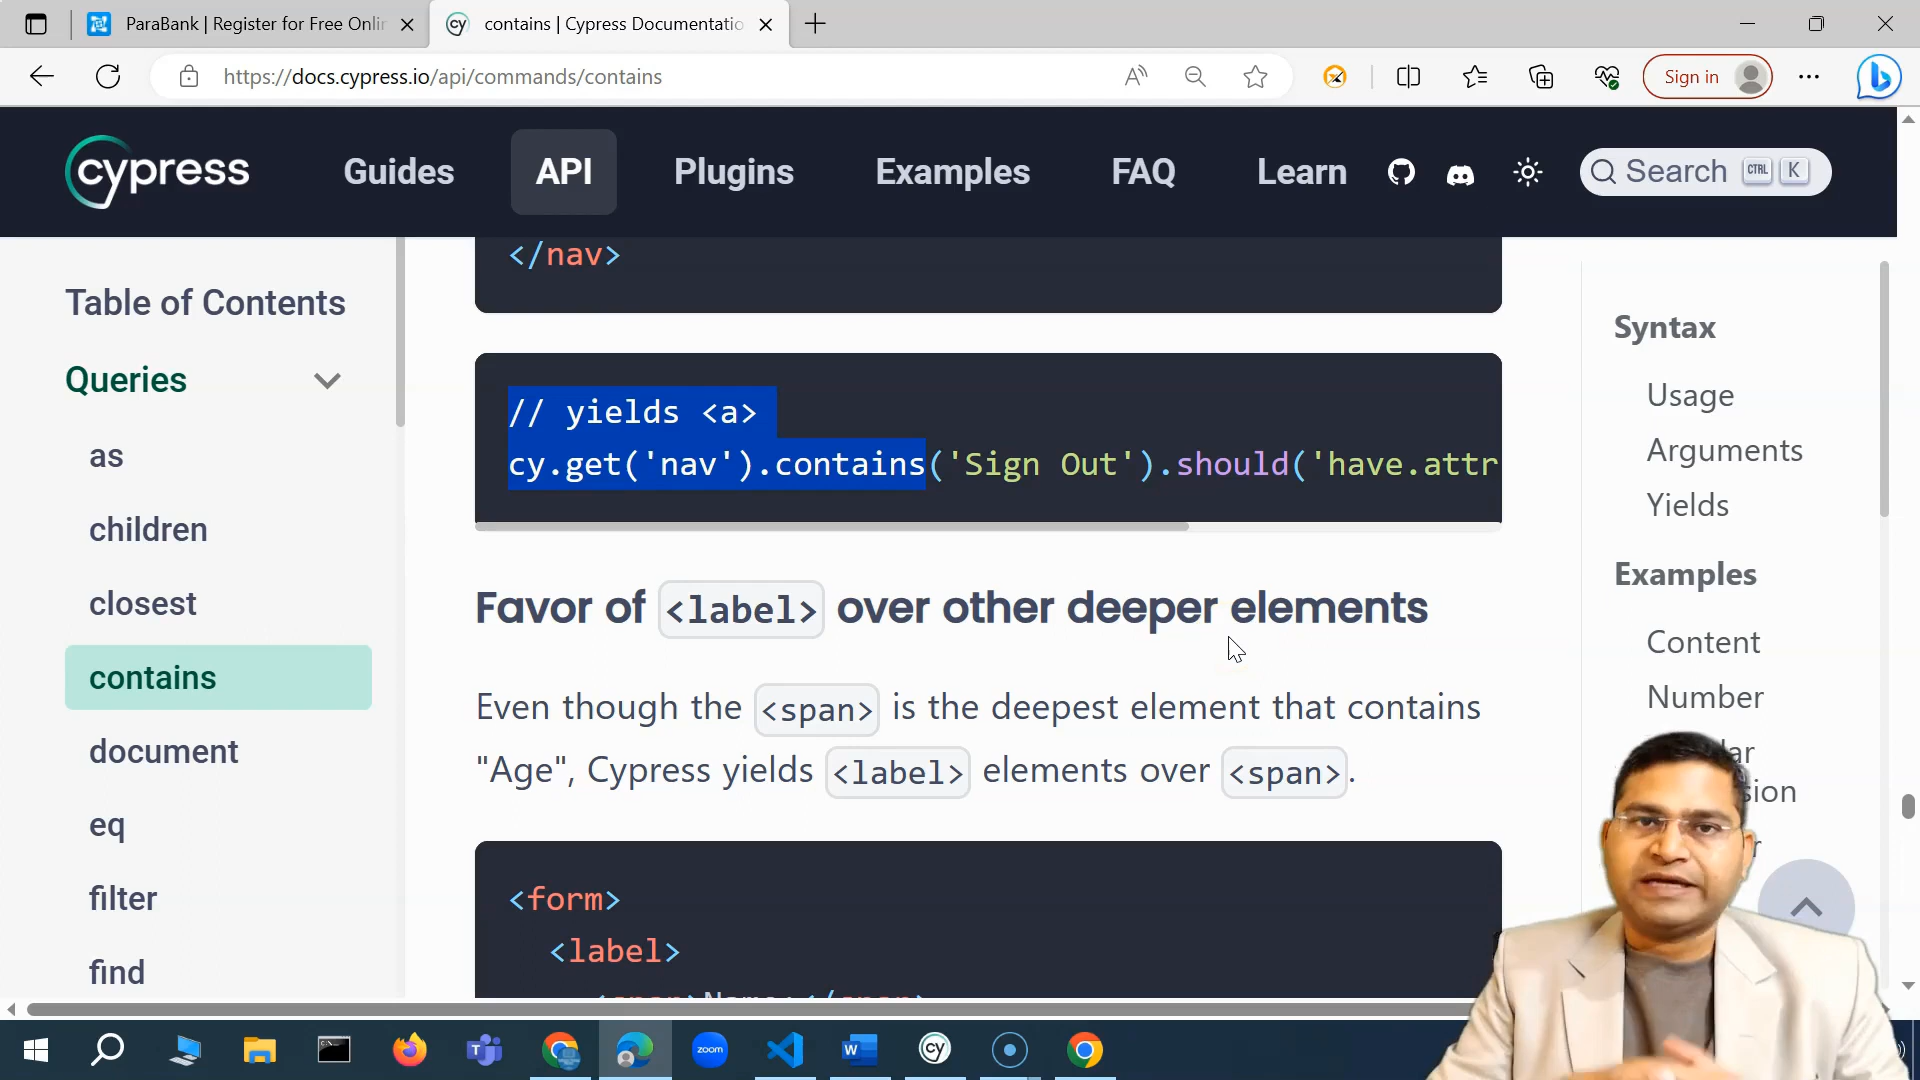 ParaBank | Register for Free Onlin
contains | Cypress Documentatio
https://docs.cypress.io/api/commands/contains
Sign in
cypress
Guides
API
Plugins
Examples
FAQ
Learn
Search CTRL K
Table of Contents
Queries
as
children
closest
contains
document
eq
filter
find
</nav>
// yields <a>
cy.get('nav').contains('Sign Out').should('have.attr
Favor of <label> over other deeper elements
Even though the <span> is the deepest element that contains
"Age", Cypress yields <label> elements over <span>.
<form>
<label>
Syntax
Usage
Arguments
Yields
Examples
Content
Number
zoom
W
cy